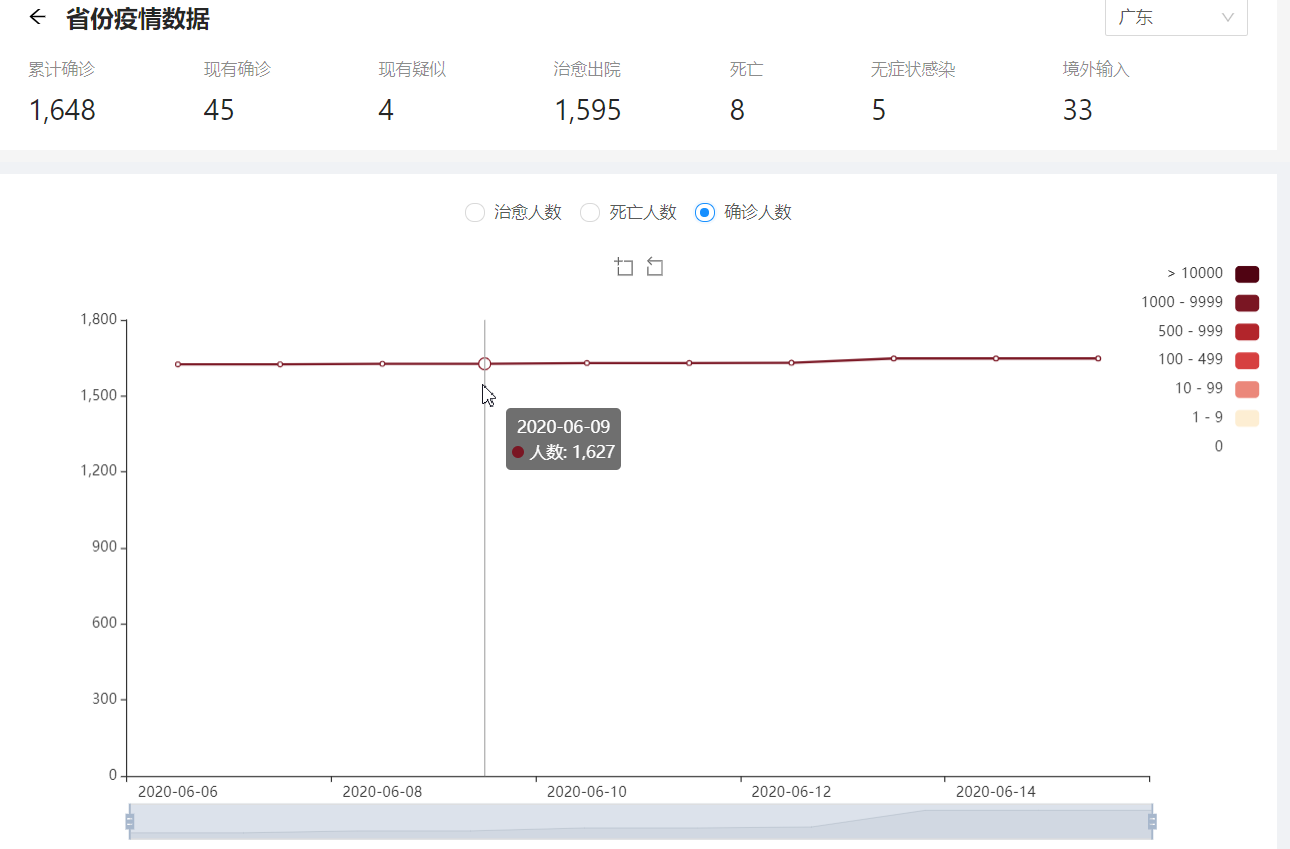 省份疫情数据
广东
累计确诊 现有确诊 现有疑似 治愈出院 死亡 无症状感染 境外输入
1,648 45 4 1,595 8 5 33
治愈人数 死亡人数 确诊人数
> 10000
1000 - 9999
500 - 999
100 - 499
10 - 99
1 - 9
0
1,800
1,500
1,200
900
600
300
0
2020-06-09
人数: 1,627
2020-06-06 2020-06-08 2020-06-10 2020-06-12 2020-06-14